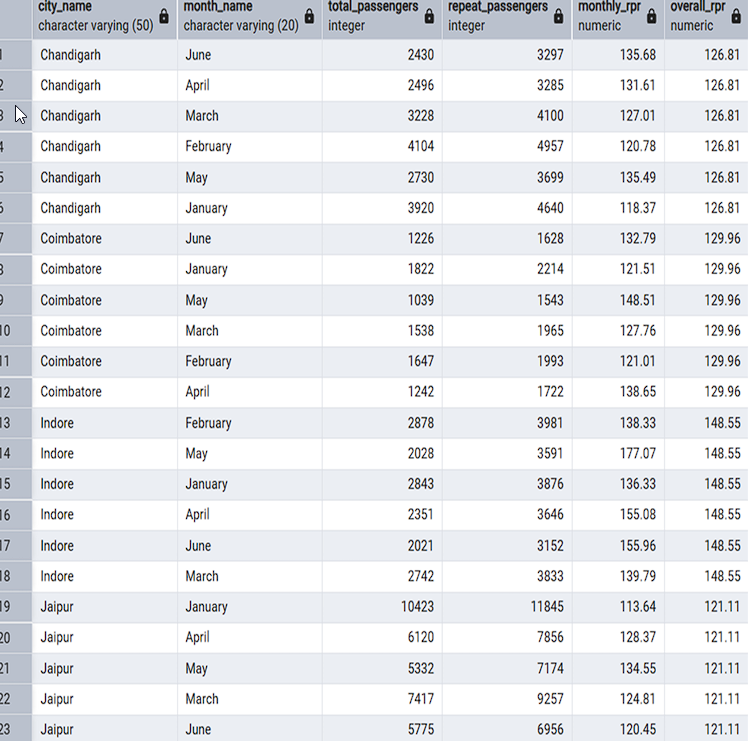 city_name month_name total_passengers repeat_passengers monthly_rpr overall_rpr
character varying (50) character varying (20) integer integer numeric numeric
1 Chandigarh June 2430 3297 135.68 126.81
2 Chandigarh April 2496 3285 131.61 126.81
3 Chandigarh March 3228 4100 127.01 126.81
4 Chandigarh February 4104 4957 120.78 126.81
5 Chandigarh May 2730 3699 135.49 126.81
6 Chandigarh January 3920 4640 118.37 126.81
7 Coimbatore June 1226 1628 132.79 129.96
8 Coimbatore January 1822 2214 121.51 129.96
9 Coimbatore May 1039 1543 148.51 129.96
10 Coimbatore March 1538 1965 127.76 129.96
11 Coimbatore February 1647 1993 121.01 129.96
12 Coimbatore April 1242 1722 138.65 129.96
13 Indore February 2878 3981 138.33 148.55
14 Indore May 2028 3591 177.07 148.55
15 Indore January 2843 3876 136.33 148.55
16 Indore April 2351 3646 155.08 148.55
17 Indore June 2021 3152 155.96 148.55
18 Indore March 2742 3833 139.79 148.55
19 Jaipur January 10423 11845 113.64 121.11
20 Jaipur April 6120 7856 128.37 121.11
21 Jaipur May 5332 7174 134.55 121.11
22 Jaipur March 7417 9257 124.81 121.11
23 Jaipur June 5775 6956 120.45 121.11